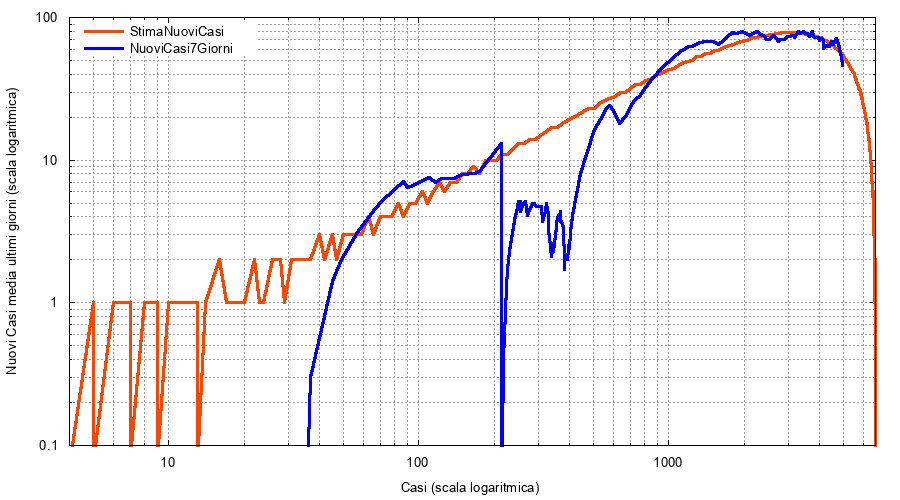 100
StimaNuoviCasi
NuoviCasi7Giorni
10
1
0.1
Nuovi Casi media ultimi giorni (scala logaritmica)
10
100
1000
Casi (scala logaritmica)